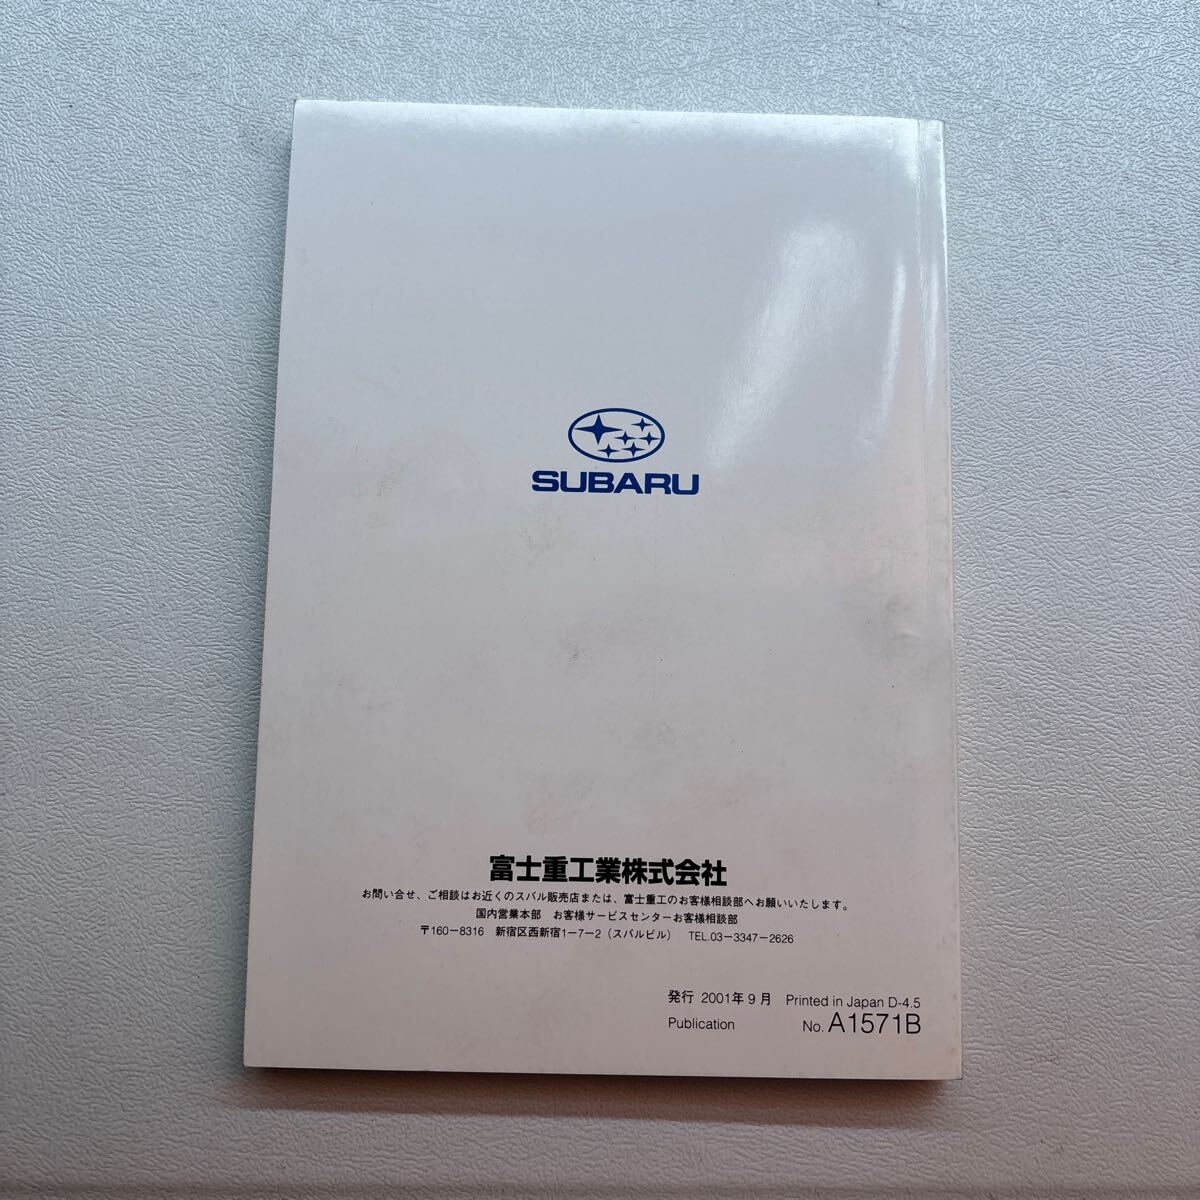 SUBARU
富士重工業株式会社
お問い合せ、ご相談はお近くのスバル販売店または、富士重工のお客様相談部へお願いいたします。
国内営業本部 お客様サービスセンターお客様相談部
〒160-8316 新宿区西新宿1-7-2（スバルビル） TEL.03-3347-2626
発行 2001年9月 Printed in Japan D-4.5
Publication No. A1571B